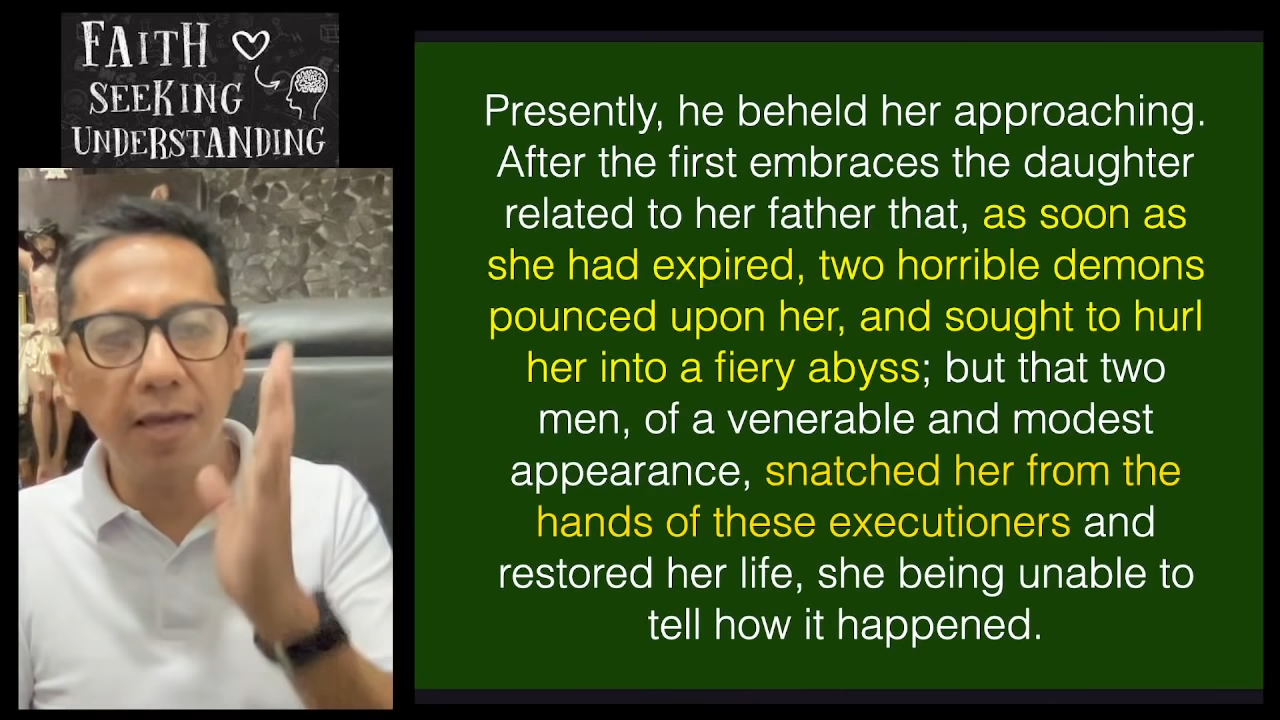 FAITH
SEEKING
UNDERSTANDING
Presently, he beheld her approaching.
After the first embraces the daughter
related to her father that, as soon as
she had expired, two horrible demons
pounced upon her, and sought to hurl
her into a fiery abyss; but that two
men, of a venerable and modest
appearance, snatched her from the
hands of these executioners and
restored her life, she being unable to
tell how it happened.